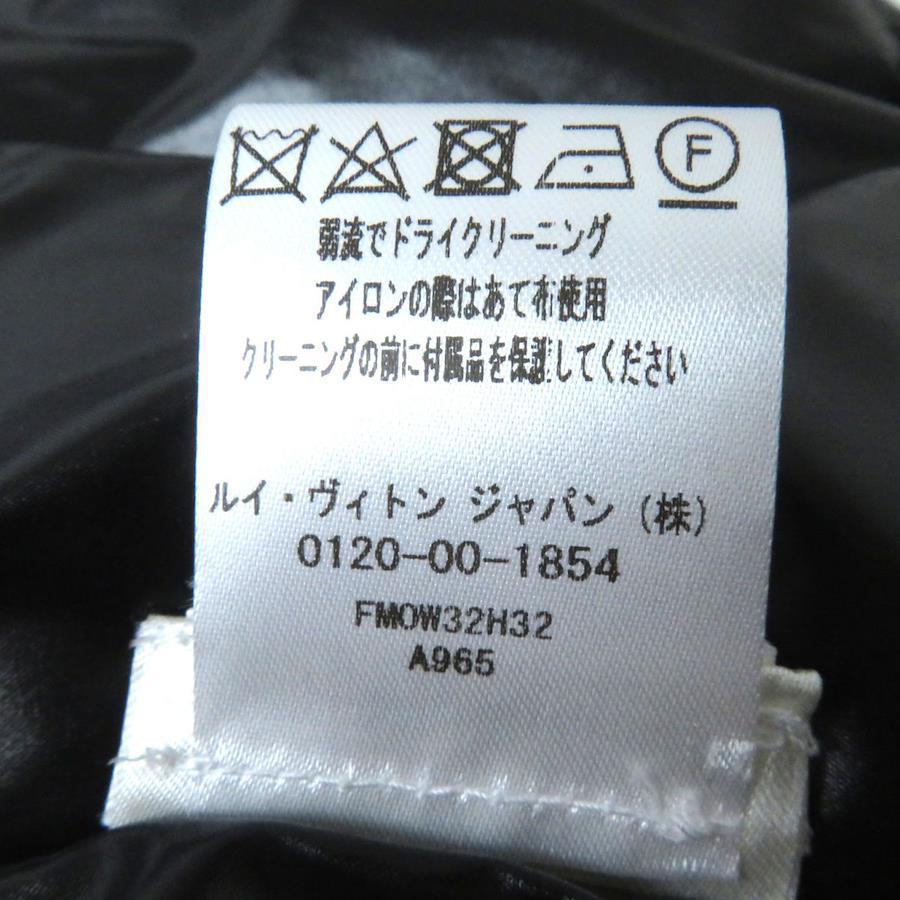 F
弱流でドライクリーニング
アイロンの際はあて布使用
クリーニングの前に付属品を保護してください
ルイ・ヴィトン ジャパン (株)
0120-00-1854
FMOW32H32
A965